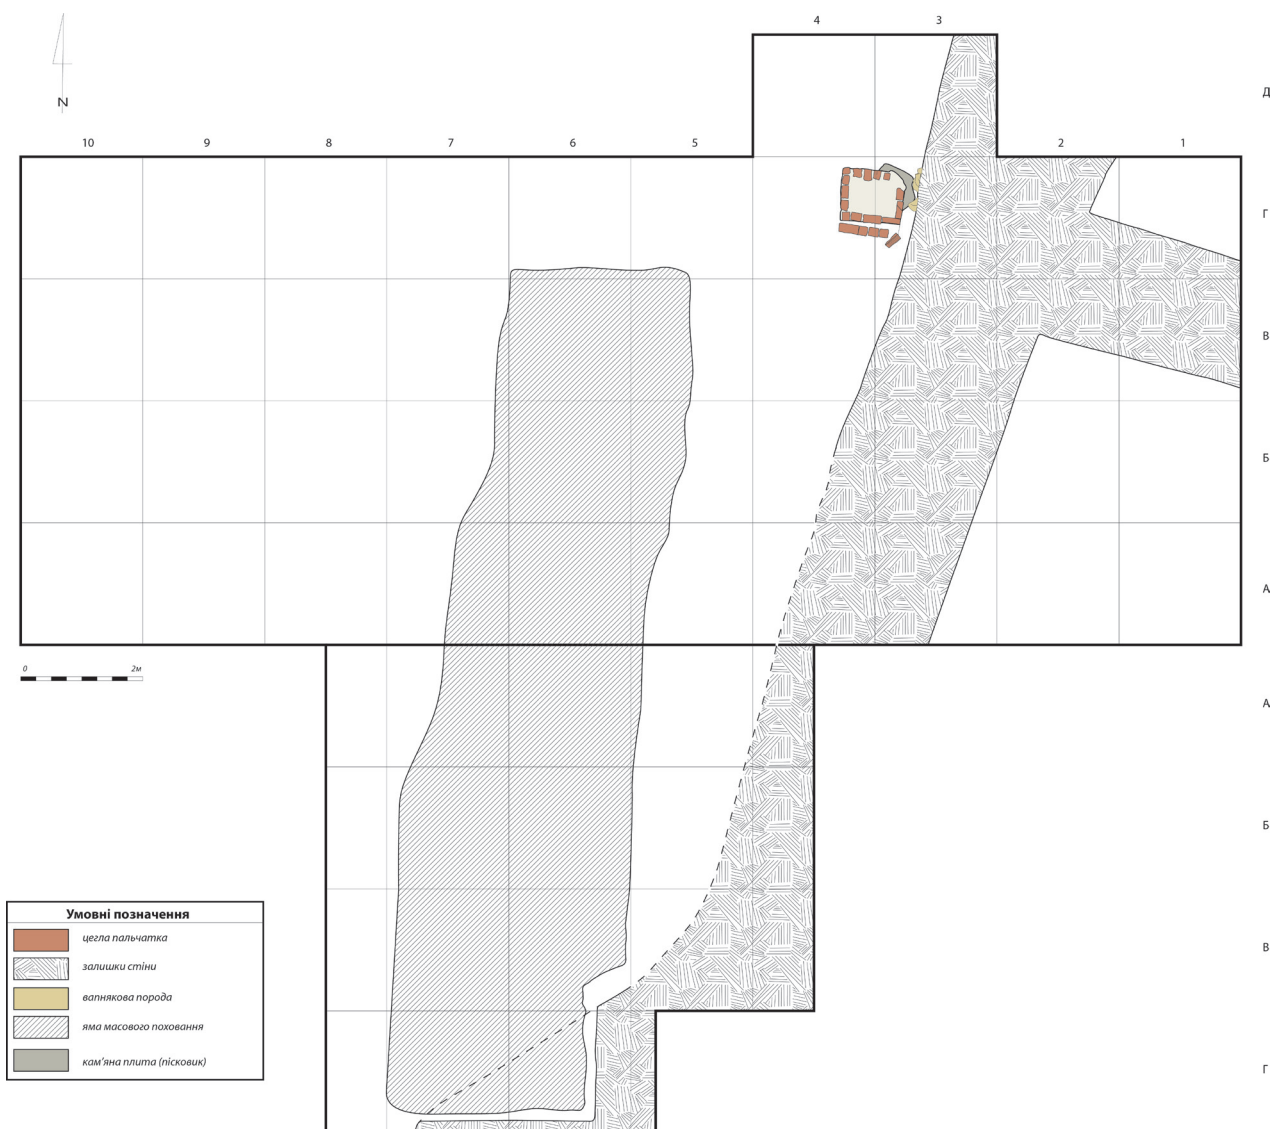 4 3
Д
N
10 9 8 7 6 5 2 1
Г
В
Б
А
0 2м
А
Б
Умовні позначення
цегла пальчатка
В
залишки стіни
вапнякова порода
яма масового поховання
кам'яна плита (пісковик)
Г